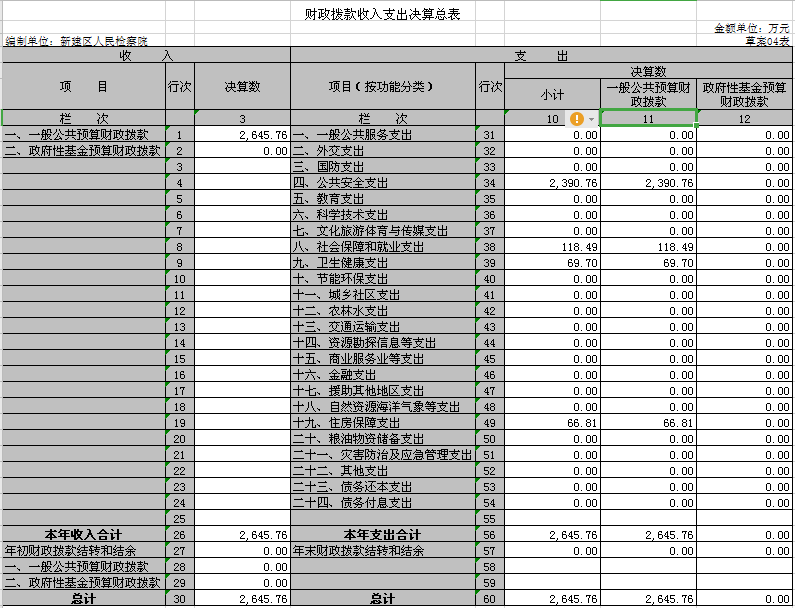 财政拨款收入支出决算总表
金额单位：万元
编制单位：新建区人民检察院 草案04表
收 入 支 出
项 目 行次 决算数 项目（按功能分类） 行次 决算数
小计 一般公共预算财政拨款 政府性基金预算财政拨款
栏 次 3 栏 次 10 11 12
一、一般公共预算财政拨款 1 2,645.76 一、一般公共服务支出 31 0.00 0.00 0.00
二、政府性基金预算财政拨款 2 0.00 二、外交支出 32 0.00 0.00 0.00
3 三、国防支出 33 0.00 0.00 0.00
4 四、公共安全支出 34 2,390.76 2,390.76 0.00
5 五、教育支出 35 0.00 0.00 0.00
6 六、科学技术支出 36 0.00 0.00 0.00
7 七、文化旅游体育与传媒支出 37 0.00 0.00 0.00
8 八、社会保障和就业支出 38 118.49 118.49 0.00
9 九、卫生健康支出 39 69.70 69.70 0.00
10 十、节能环保支出 40 0.00 0.00 0.00
11 十一、城乡社区支出 41 0.00 0.00 0.00
12 十二、农林水支出 42 0.00 0.00 0.00
13 十三、交通运输支出 43 0.00 0.00 0.00
14 十四、资源勘探信息等支出 44 0.00 0.00 0.00
15 十五、商业服务业等支出 45 0.00 0.00 0.00
16 十六、金融支出 46 0.00 0.00 0.00
17 十七、援助其他地区支出 47 0.00 0.00 0.00
18 十八、自然资源海洋气象等支出 48 0.00 0.00 0.00
19 十九、住房保障支出 49 66.81 66.81 0.00
20 二十、粮油物资储备支出 50 0.00 0.00 0.00
21 二十一、灾害防治及应急管理支出 51 0.00 0.00 0.00
22 二十二、其他支出 52 0.00 0.00 0.00
23 二十三、债务还本支出 53 0.00 0.00 0.00
24 二十四、债务付息支出 54 0.00 0.00 0.00
25 55
本年收入合计 26 2,645.76 本年支出合计 56 2,645.76 2,645.76 0.00
年初财政拨款结转和结余 27 0.00 年末财政拨款结转和结余 57 0.00 0.00 0.00
一、一般公共预算财政拨款 28 0.00 58
二、政府性基金预算财政拨款 29 0.00 59
总计 30 2,645.76 总计 60 2,645.76 2,645.76 0.00